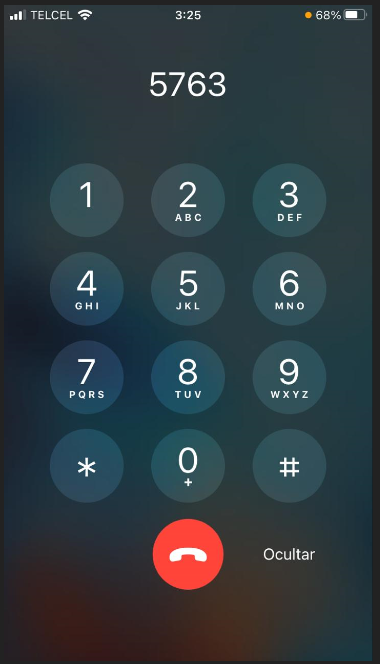 TELCEL 3:25 68%
5763
1 2 3
ABC DEF
4 5 6
GHI JKL MNO
7 8 9
PQRS TUV WXYZ
* 0 #
+
Ocultar